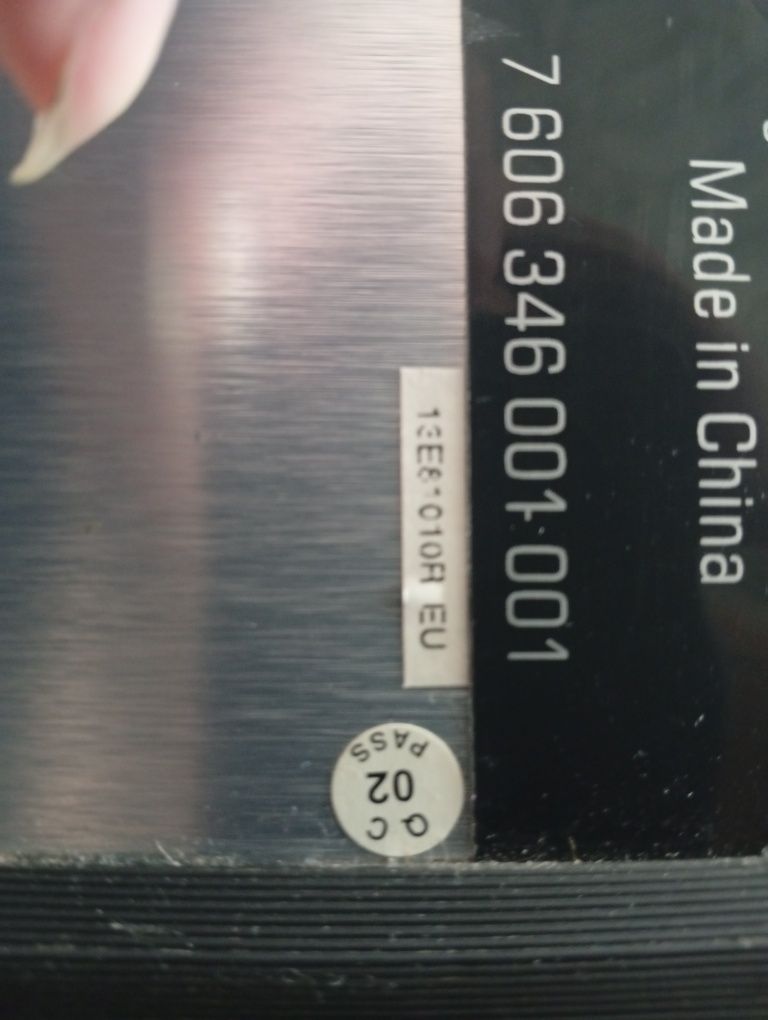 Made in China
7 606 346 001 001
13E81010R EU
QC
02
PASS